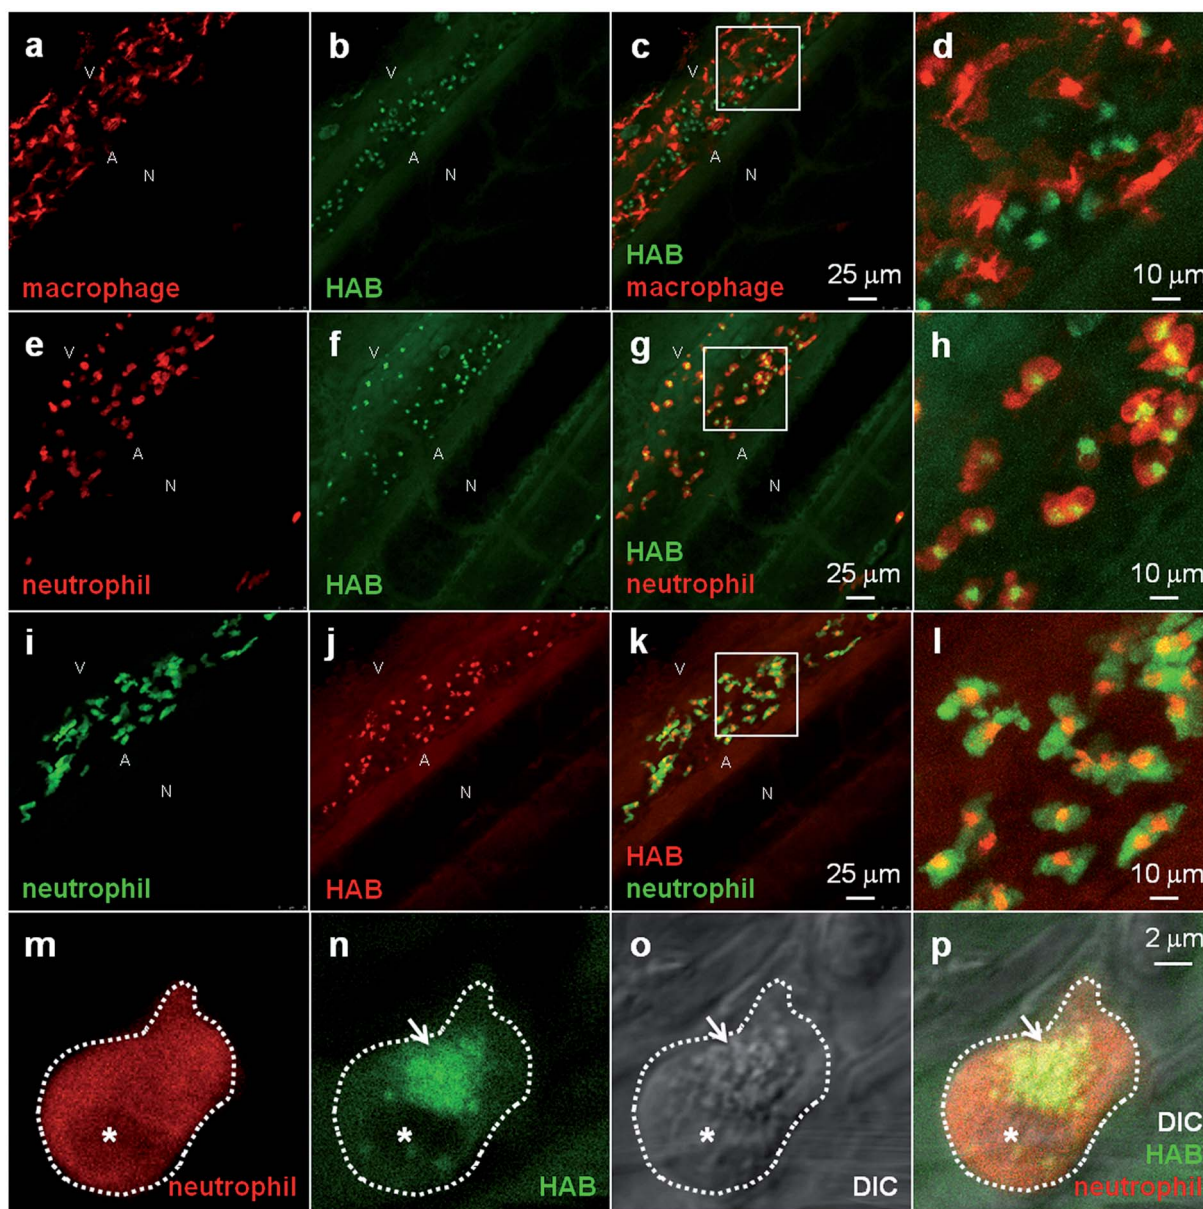 a
V
A
N
macrophage
b
V
A
N
HAB
c
V
A
N
HAB
macrophage
25 μm
d
10 μm
e
V
A
N
neutrophil
f
V
A
N
HAB
g
V
A
N
HAB
neutrophil
25 μm
h
10 μm
i
V
A
N
neutrophil
j
V
A
N
HAB
k
V
A
N
HAB
neutrophil
25 μm
l
10 μm
m
*
neutrophil
n
*
HAB
o
*
DIC
p
2 μm
*
DIC
HAB
neutrophil